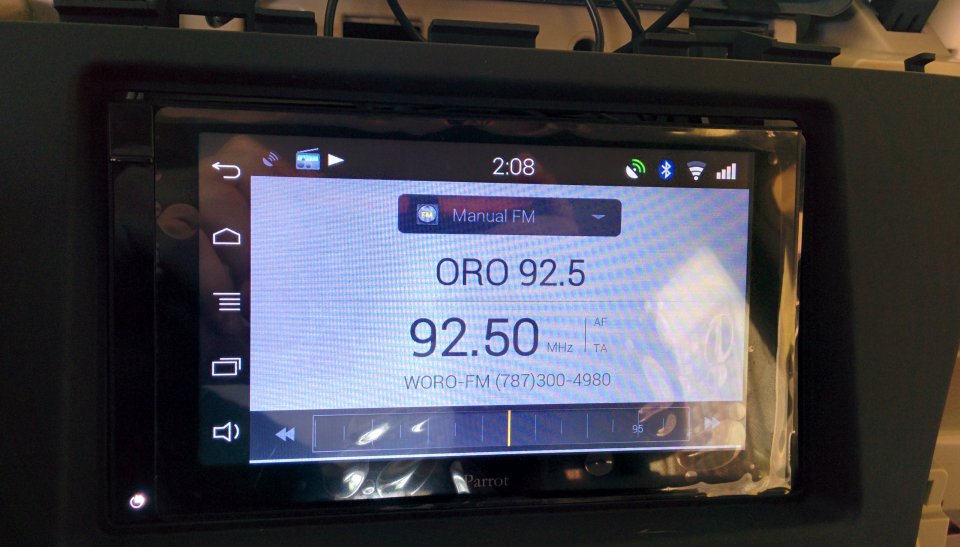 2:08
FM Manual FM
ORO 92.5
92.50 MHz AF
TA
WORO-FM (787)300-4980
95
Parrot